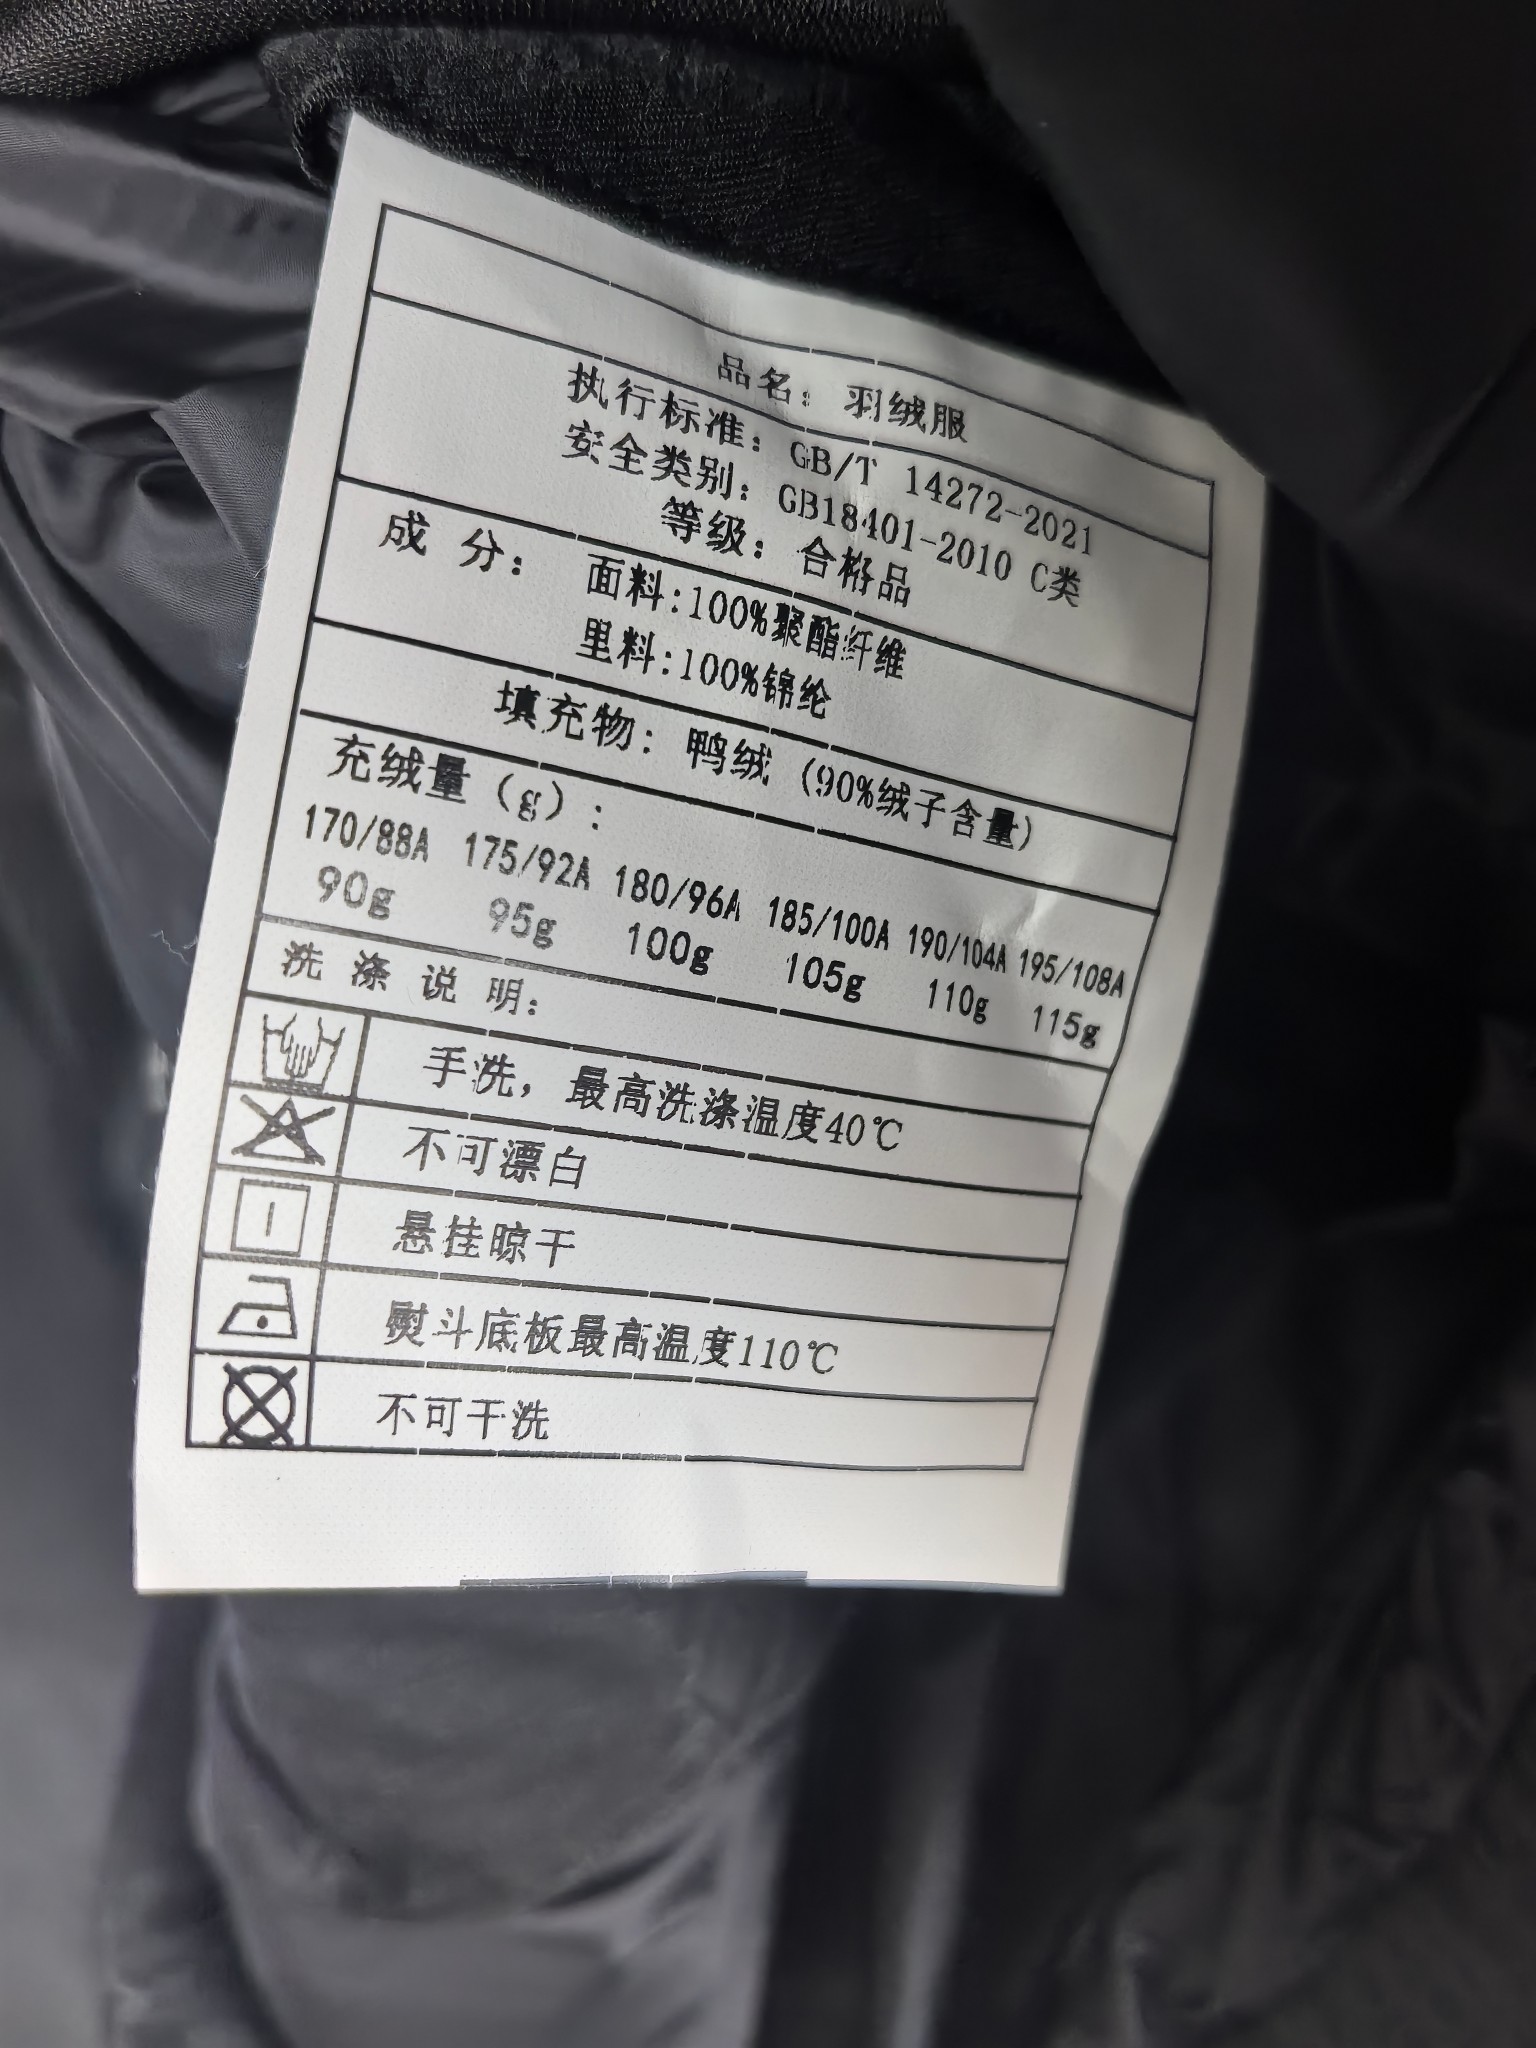 品名：羽绒服
执行标准：GB/T 14272-2021
安全类别：GB18401-2010 C类
等级：合格品
成 分： 面料:100%聚酯纤维
里料:100%锦纶
填充物：鸭绒（90%绒子含量）
充绒量（g）：
170/88A 175/92A 180/96A 185/100A 190/104A 195/108A
90g 95g 100g 105g 110g 115g
洗 涤 说 明：
手洗，最高洗涤温度40℃
不可漂白
悬挂晾干
熨斗底板最高温度110℃
不可干洗